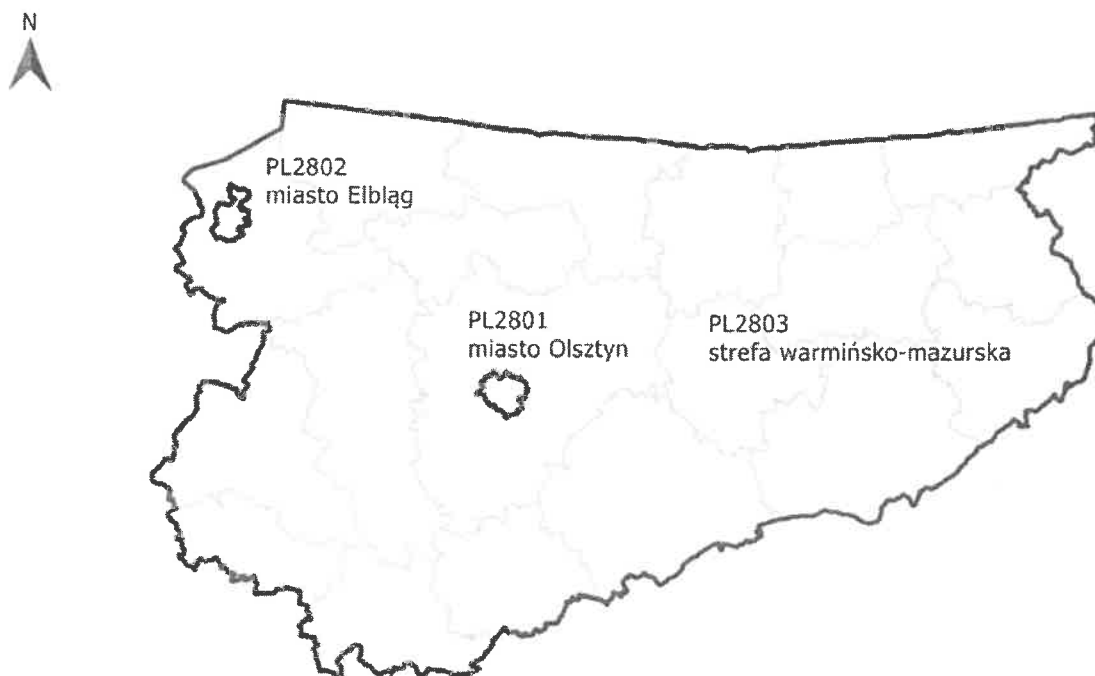 N
PL2802
miasto Elbląg
PL2801
miasto Olsztyn
PL2803
strefa warmińsko-mazurska